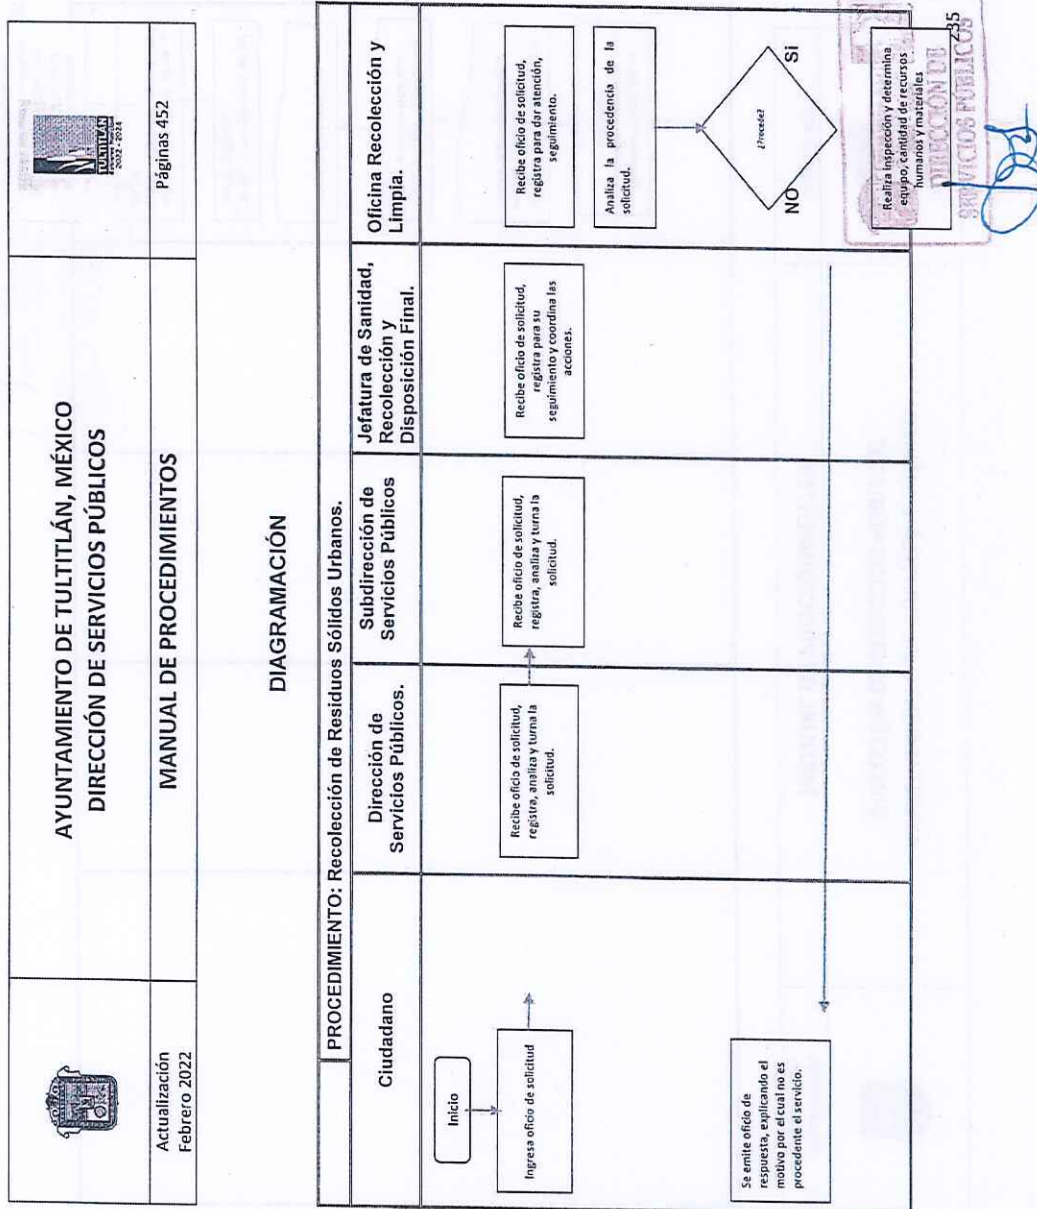 AYUNTAMIENTO DE TULTITLÁN, MÉXICO
DIRECCIÓN DE SERVICIOS PÚBLICOS
TULTITLÁN
2022 - 2024
Actualización
Febrero 2022
MANUAL DE PROCEDIMIENTOS
Páginas 452
DIAGRAMACIÓN
PROCEDIMIENTO: Recolección de Residuos Sólidos Urbanos.
Ciudadano
Dirección de
Servicios Públicos.
Subdirección de
Servicios Públicos
Jefatura de Sanidad,
Recolección y
Disposición Final.
Oficina Recolección y
Limpia.
Inicio
Ingresa oficio de solicitud
Recibe oficio de solicitud,
registra, analiza y turna la
solicitud.
Recibe oficio de solicitud,
registra, analiza y turna la
solicitud.
Recibe oficio de solicitud,
registra para su
seguimiento y coordina las
acciones.
Recibe oficio de solicitud,
registra para dar atención,
seguimiento.
Analiza la procedencia de la
solicitud.
¿Procede?
NO
SI
Se emite oficio de
respuesta, explicando el
motivo por el cual no es
procedente el servicio.
Realiza inspección y determina
equipo, cantidad de recursos
humanos y materiales
DIRECCIÓN DE
SERVICIOS PÚBLICOS
235